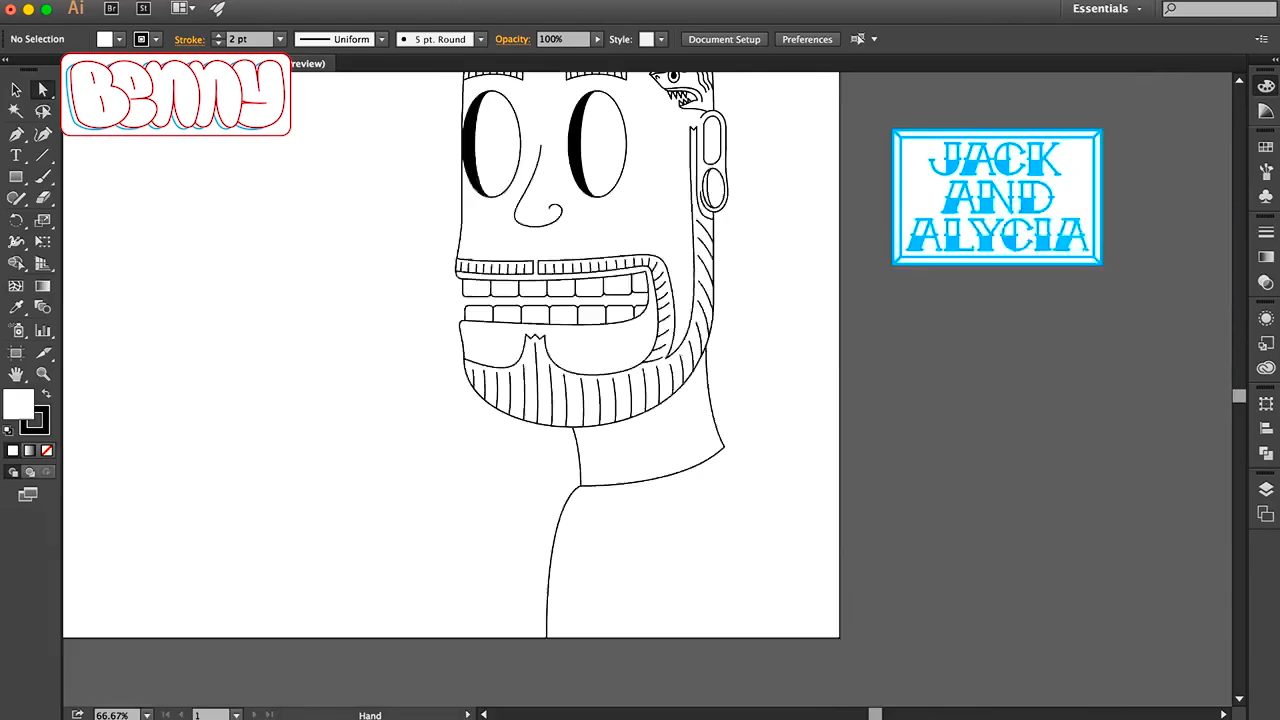 Ai Br St Essentials
No Selection Stroke: 2 pt Uniform 5 pt. Round Opacity: 100% Style: Document Setup Preferences
review)
Benny
JACK
AND
ALYCIA
T
66.67% 1 Hand